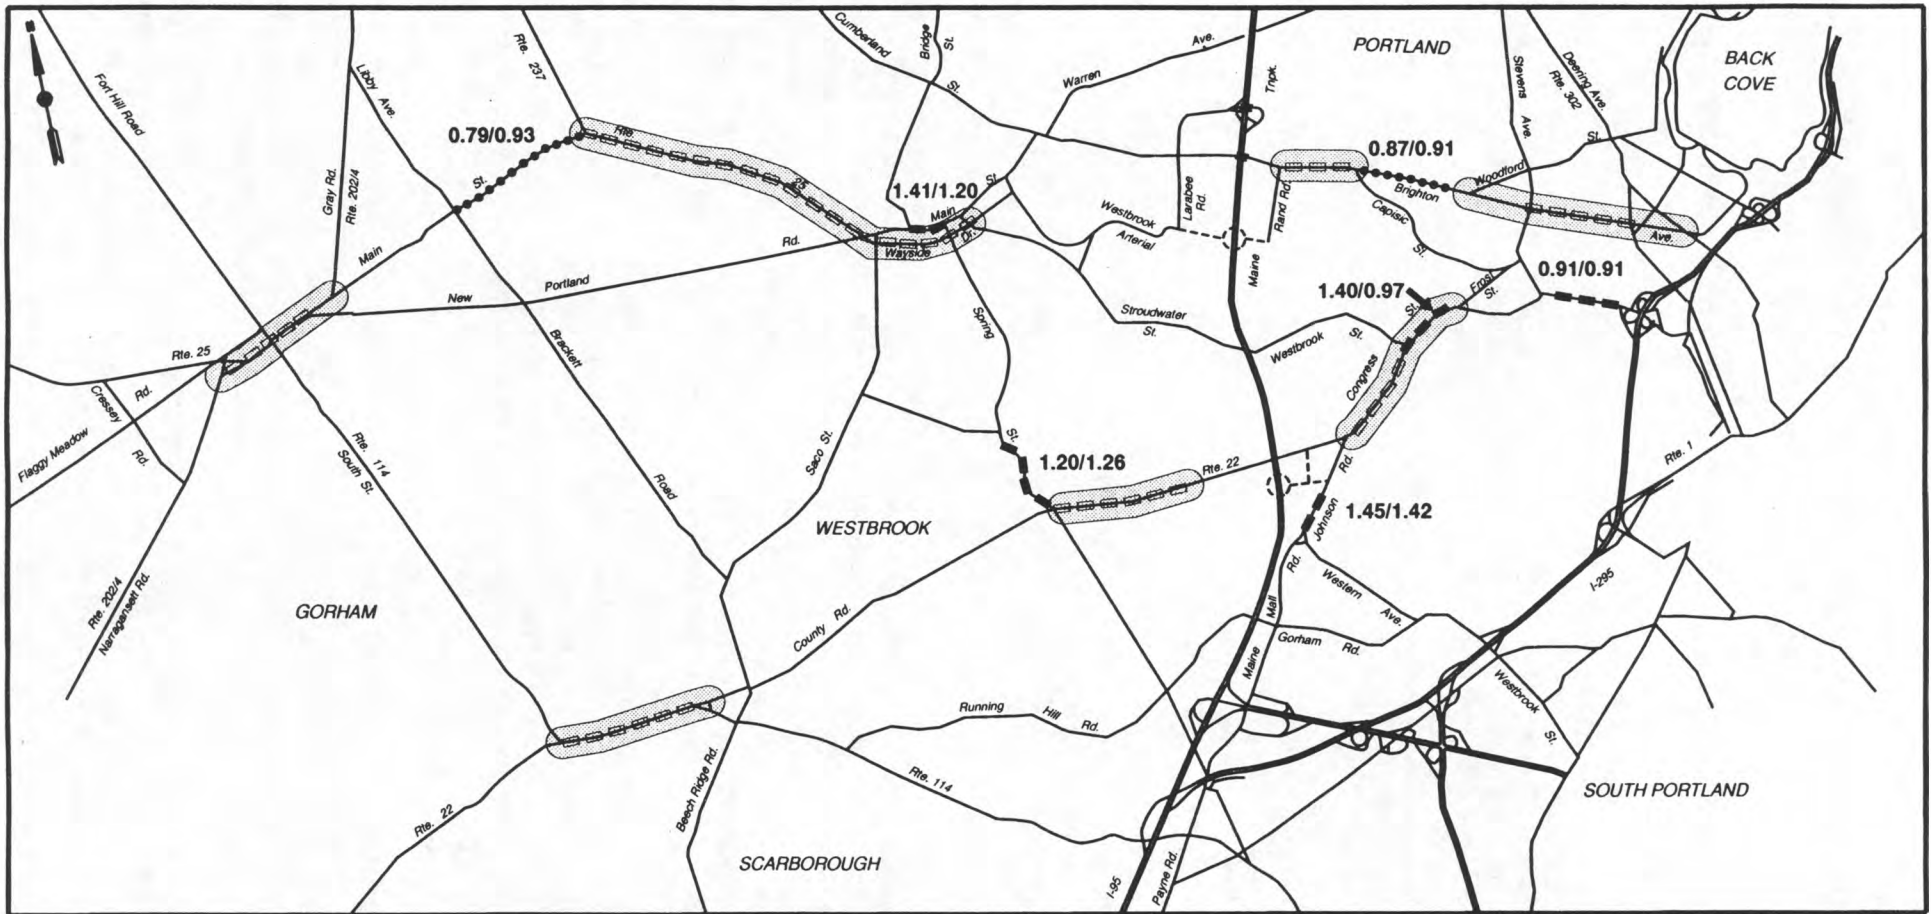 Fort Hill Road
Gray Rd.
Rte. 202/4
Libby Ave.
Rte. 237
0.79/0.93
St.
Main
Rte.
25
Cumberland
St.
Bridge
St.
Warren
Ave.
1.41/1.20
Main
St.
Wayside
Dr.
PORTLAND
Tnpk.
Maine
Larabee
Rd.
Rand Rd.
Westbrook
Arterial
0.87/0.91
Brighton
Ave.
Woodford
St.
Stevens
Ave.
Deering Ave.
Rte. 302
BACK
COVE
Capisic
St.
Frost
St.
0.91/0.91
1.40/0.97
St.
Congress
New
Portland
Rd.
Rte. 25
Cressey
Rd.
Flaggy Meadow
Rd.
Rte. 202/4
Narragansett Rd.
Rte. 114
South St.
Brackett
Road
Saco St.
Spring
St.
Stroudwater
St.
Westbrook
St.
1.20/1.26
Rte. 22
Johnson
Rd.
1.45/1.42
WESTBROOK
GORHAM
County
Rd.
Western
Ave.
Maine
Mall
Rd.
Gorham
Rd.
Rte. 1
I-295
Westbrook
St.
Running
Hill
Rd.
Rte. 114
Beech Ridge Rd.
Rte. 22
SCARBOROUGH
I-95
Payne Rd.
SOUTH PORTLAND